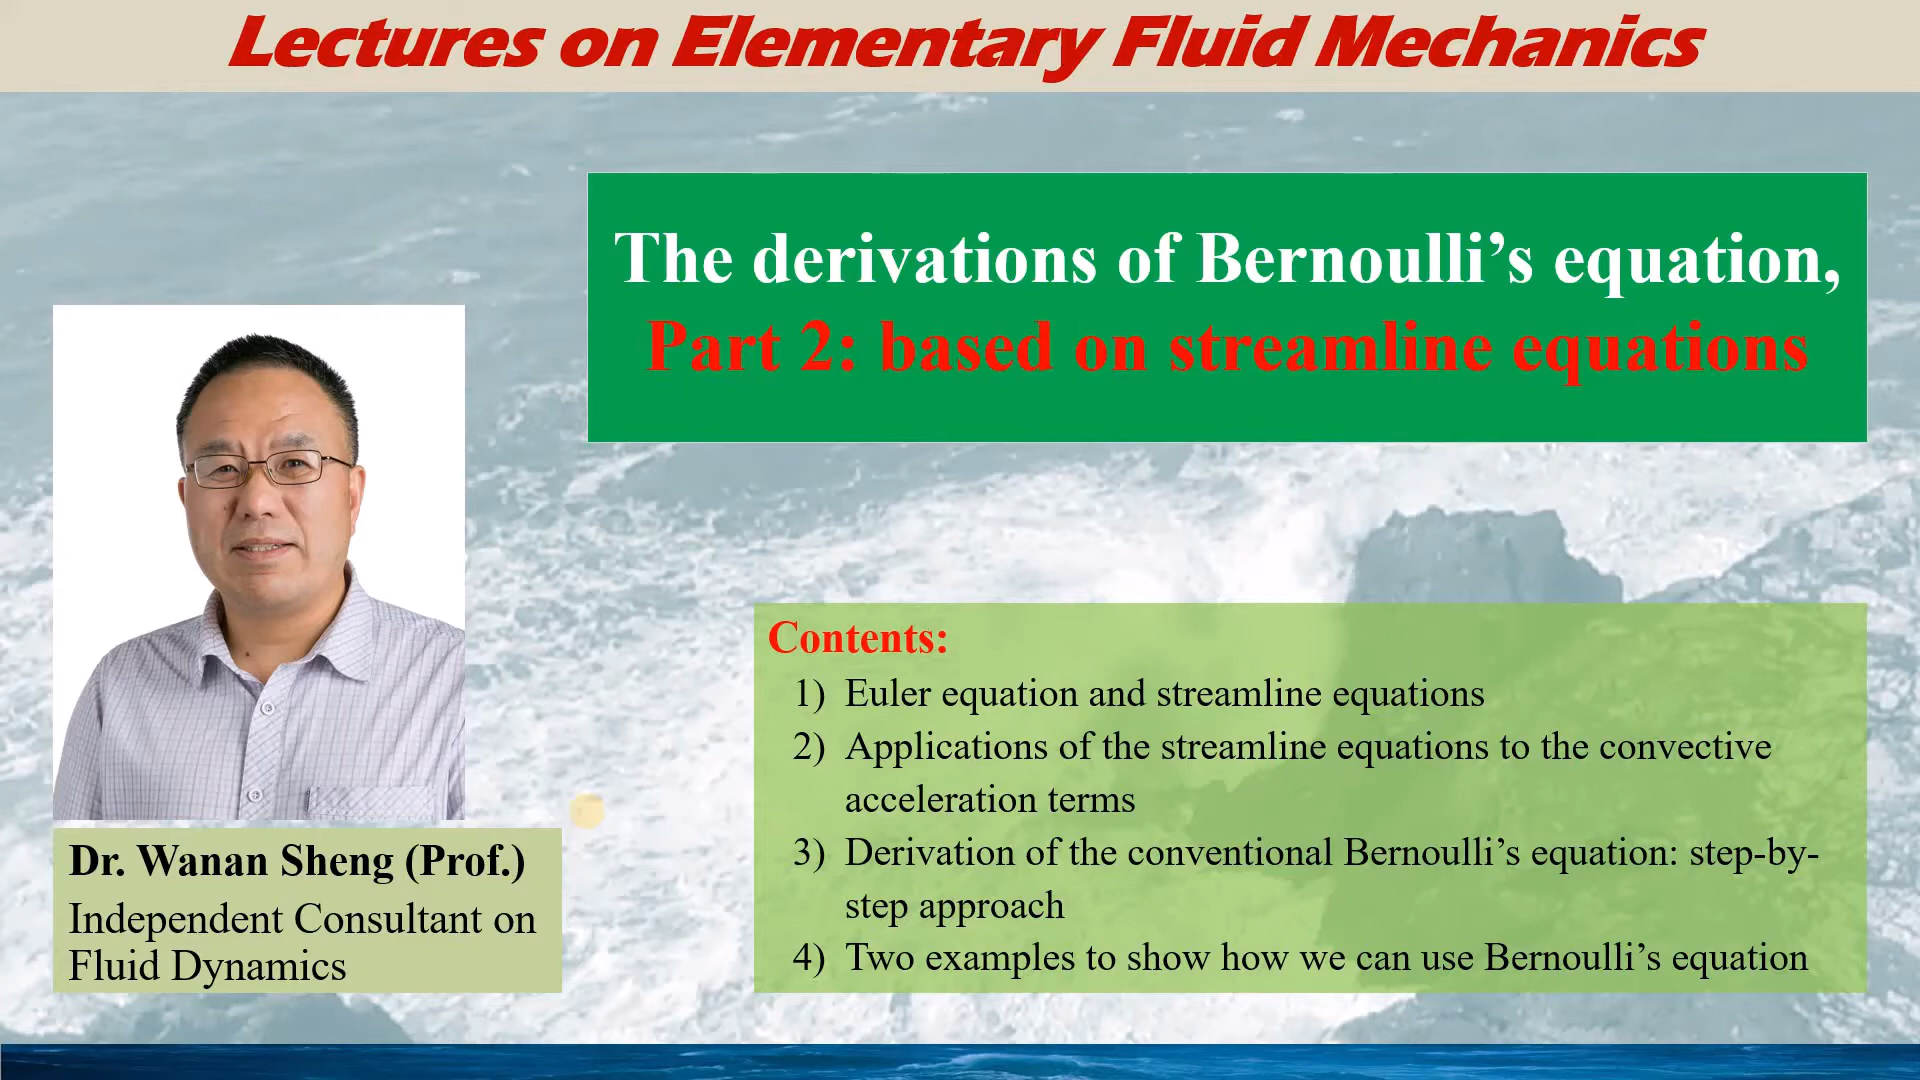 Lectures on Elementary Fluid Mechanics
The derivations of Bernoulli’s equation,
Part 2: based on streamline equations
Dr. Wanan Sheng (Prof.)
Independent Consultant on
Fluid Dynamics
Contents:
1) Euler equation and streamline equations
2) Applications of the streamline equations to the convective
acceleration terms
3) Derivation of the conventional Bernoulli’s equation: step-by-
step approach
4) Two examples to show how we can use Bernoulli’s equation